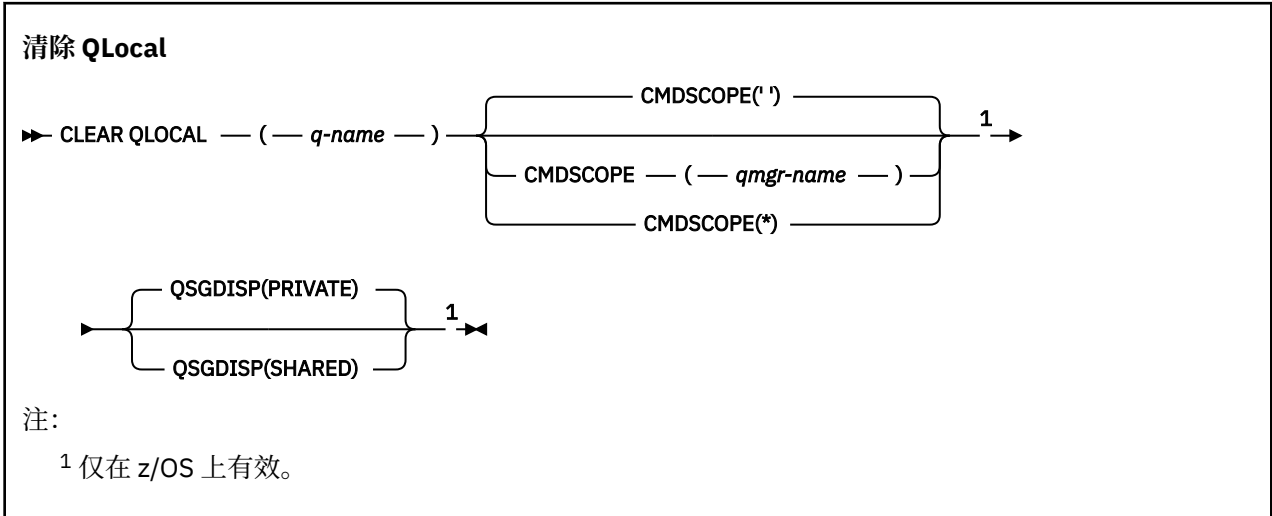 清除 QLocal
CMDSCOPE(' ')
CLEAR QLOCAL ( q-name ) 1
CMDSCOPE ( qmgr-name )
CMDSCOPE(*)
QSGDISP(PRIVATE)
1
QSGDISP(SHARED)
注：
1 仅在 z/OS 上有效。